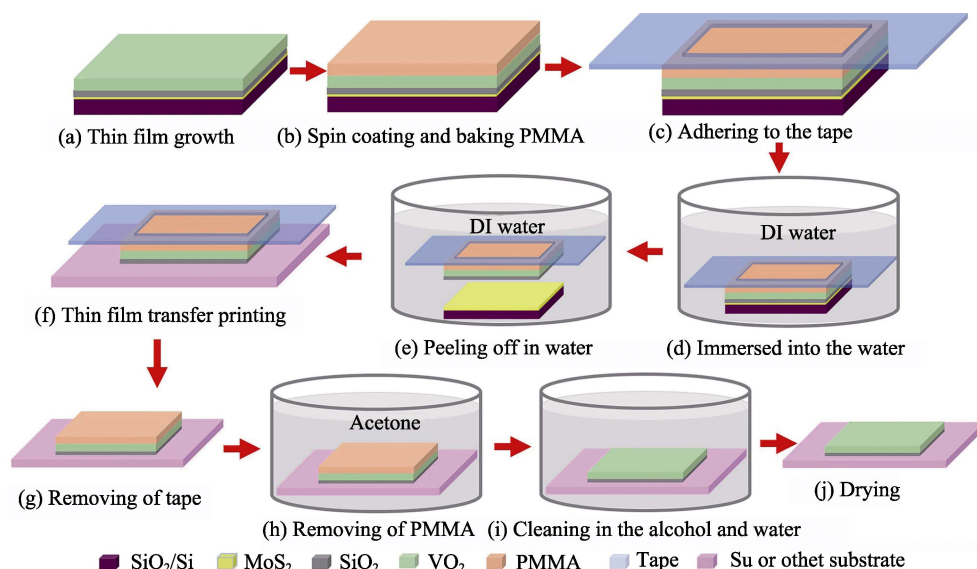 (a) Thin film growth
(b) Spin coating and baking PMMA
(c) Adhering to the tape
DI water
DI water
(f) Thin film transfer printing
(e) Peeling off in water
(d) Immersed into the water
Acetone
(g) Removing of tape
(h) Removing of PMMA
(i) Cleaning in the alcohol and water
(j) Drying
SiO₂/Si MoS₂ SiO₂ VO₂ PMMA Tape Su or othet substrate